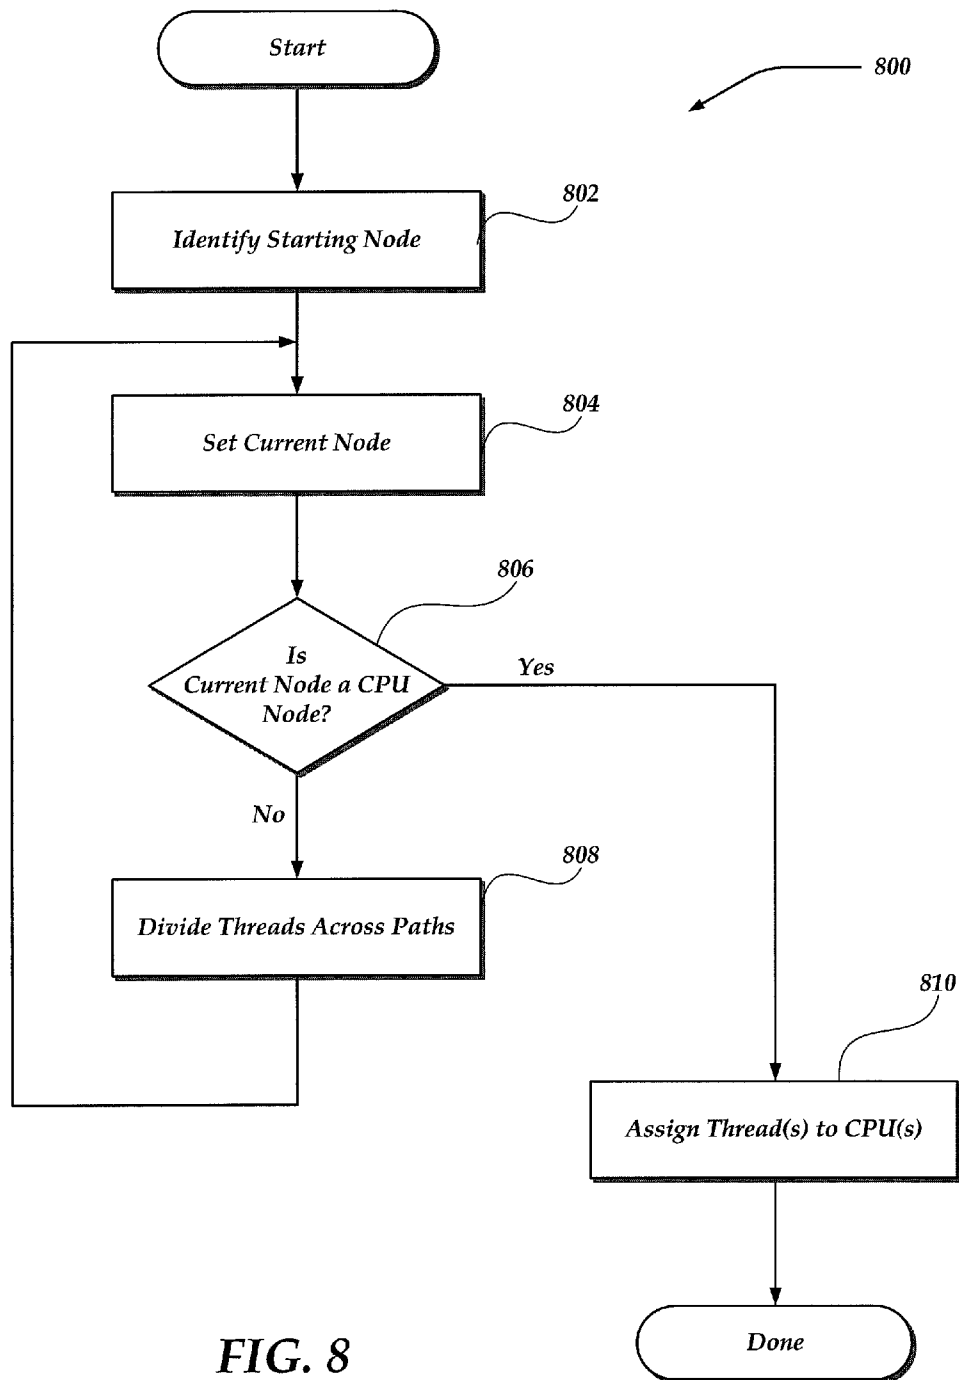 Start
800
802
Identify Starting Node
804
Set Current Node
806
Is
Current Node a CPU
Node?
Yes
No
808
Divide Threads Across Paths
810
Assign Thread(s) to CPU(s)
Done
FIG. 8